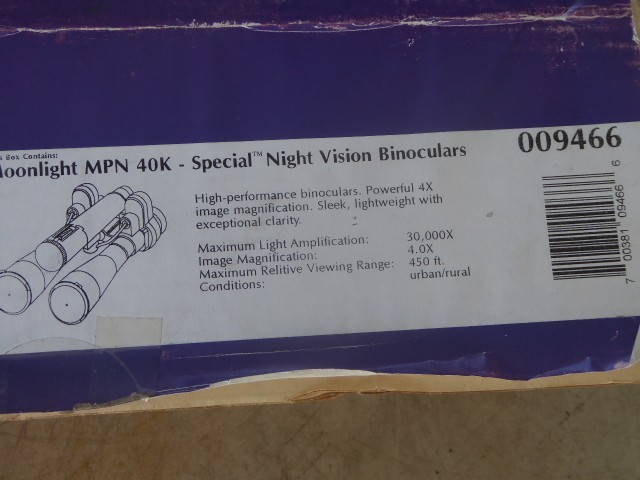 s Box Contains:
Moonlight MPN 40K - Special™ Night Vision Binoculars
009466
High-performance binoculars. Powerful 4X
image magnification. Sleek, lightweight with
exceptional clarity.
Maximum Light Amplification: 30,000X
Image Magnification: 4.0X
Maximum Relitive Viewing Range: 450 ft.
Conditions: urban/rural
7 00381 09466 6